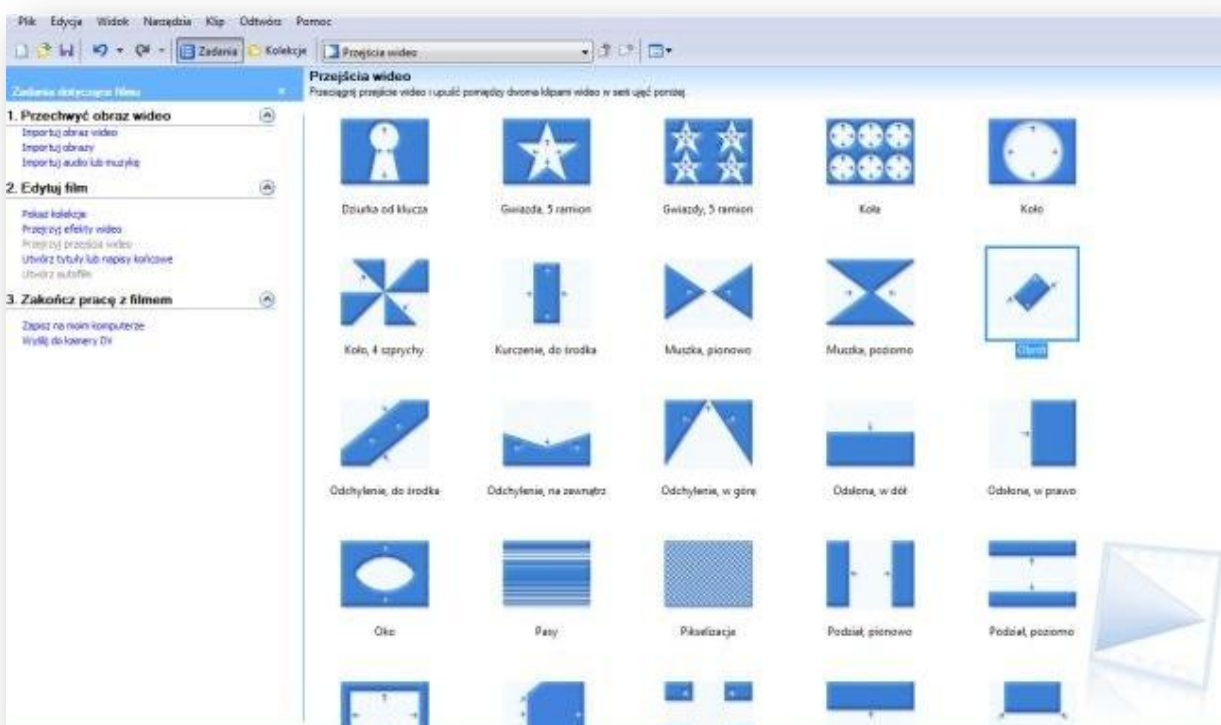 Plik Edycja Widok Narzędzia Klip Odtwórz Pomoc
Zadania Kolekcje Przejścia wideo
Zadania dotyczące filmu
Przejścia wideo
Przeciągnij przejście wideo i upuść pomiędzy dwoma klipami wideo w serii ujęć poniżej.
1. Przechwyć obraz wideo
Importuj obraz wideo
Importuj obrazy
Importuj audio lub muzykę
2. Edytuj film
Pokaż kolekcje
Przejrzyj efekty wideo
Przejrzyj przejścia wideo
Utwórz tytuły lub napisy końcowe
Utwórz autofilm
3. Zakończ pracę z filmem
Zapisz na moim komputerze
Wyślij do kamery DV
Dziurka od klucza Gwiazda, 5 ramion Gwiazdy, 5 ramion Koła Koło
Koło, 4 szprychy Kurczenie, do środka Muszka, pionowo Muszka, poziomo Obrót
Odchylenie, do środka Odchylenie, na zewnątrz Odchylenie, w górę Odsłona, w dół Odsłona, w prawo
Oko Pasy Pikselizacja Podział, pionowo Podział, poziomo